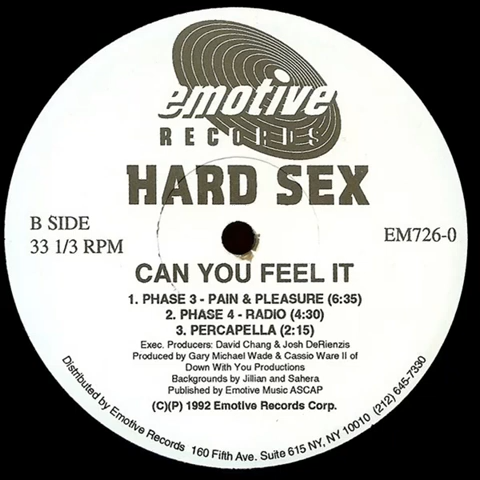 emotive
RECORDS
HARD SEX
B SIDE
33 1/3 RPM
EM726-0
CAN YOU FEEL IT
1. PHASE 3 - PAIN & PLEASURE (6:35)
2. PHASE 4 - RADIO (4:30)
3. PERCAPELLA (2:15)
Exec. Producers: David Chang & Josh DeRienzis
Produced by Gary Michael Wade & Cassio Ware II of
Down With You Productions
Backgrounds by Jillian and Sahera
Published by Emotive Music ASCAP
(C)(P) 1992 Emotive Records Corp.
Distributed by Emotive Records 160 Fifth Ave. Suite 615 NY, NY 10010 (212) 645-7330